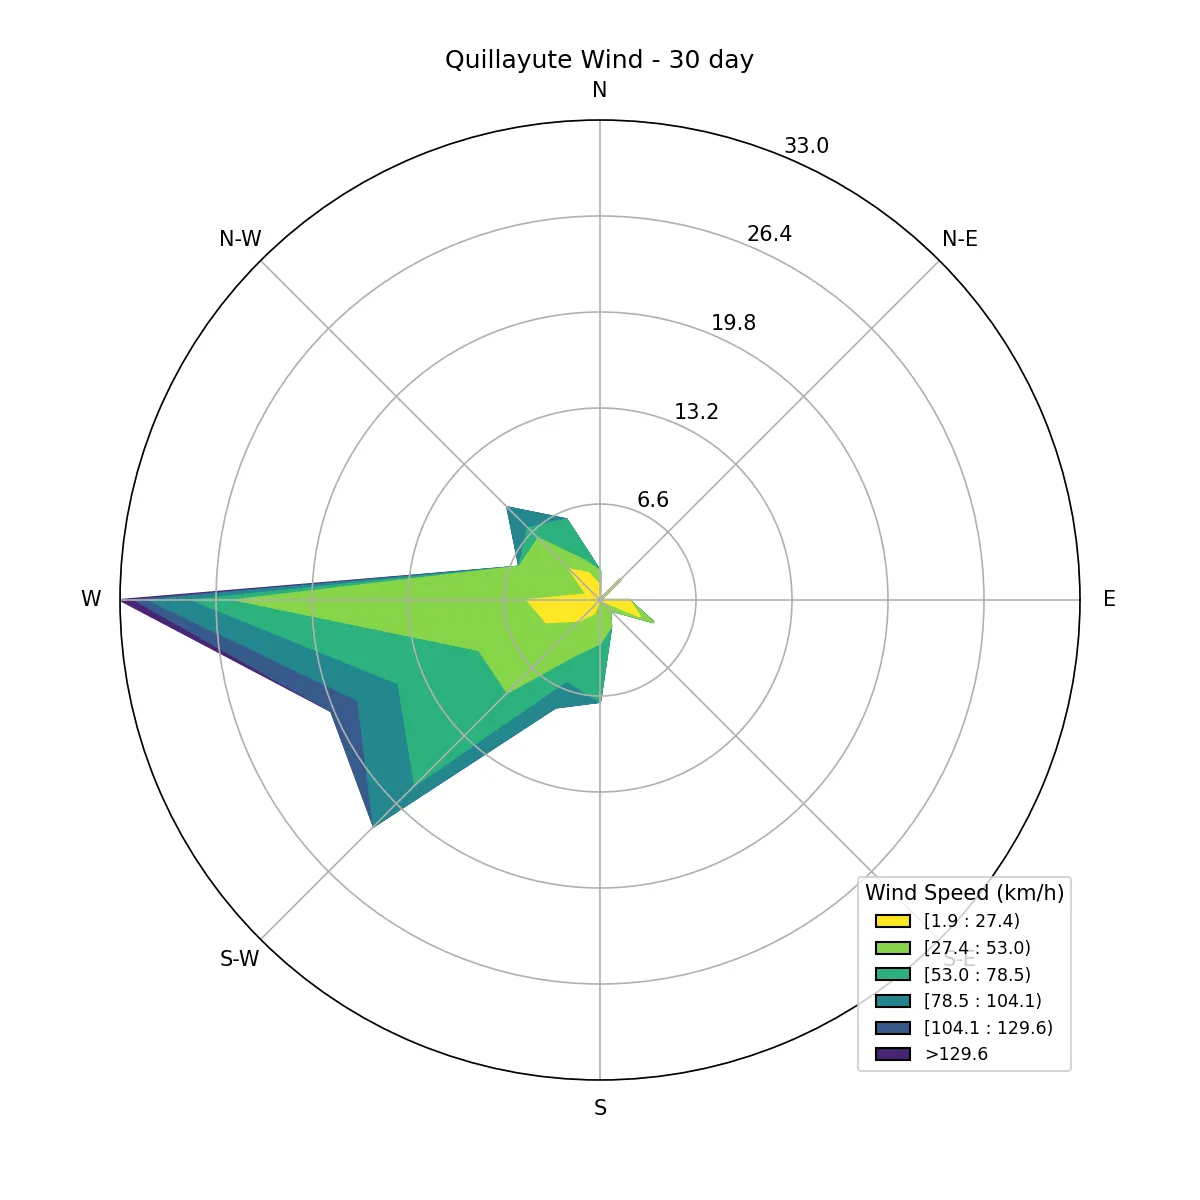 Quillayute Wind - 30 day
N
33.0
N-W
N-E
26.4
19.8
13.2
6.6
W
E
S-W
S-E
S
Wind Speed (km/h)
[1.9 : 27.4)
[27.4 : 53.0)
[53.0 : 78.5)
[78.5 : 104.1)
[104.1 : 129.6)
>129.6